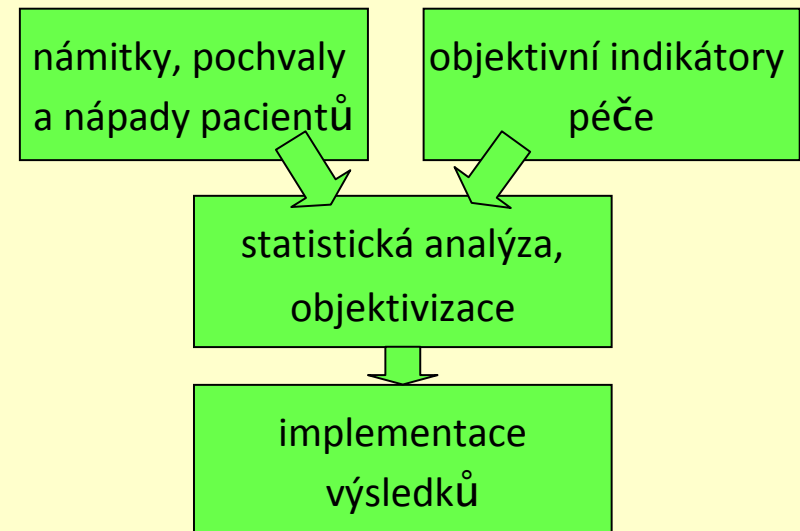 námitky, pochvaly
a nápady pacientů
objektivní indikátory
péče
statistická analýza,
objektivizace
implementace
výsledků